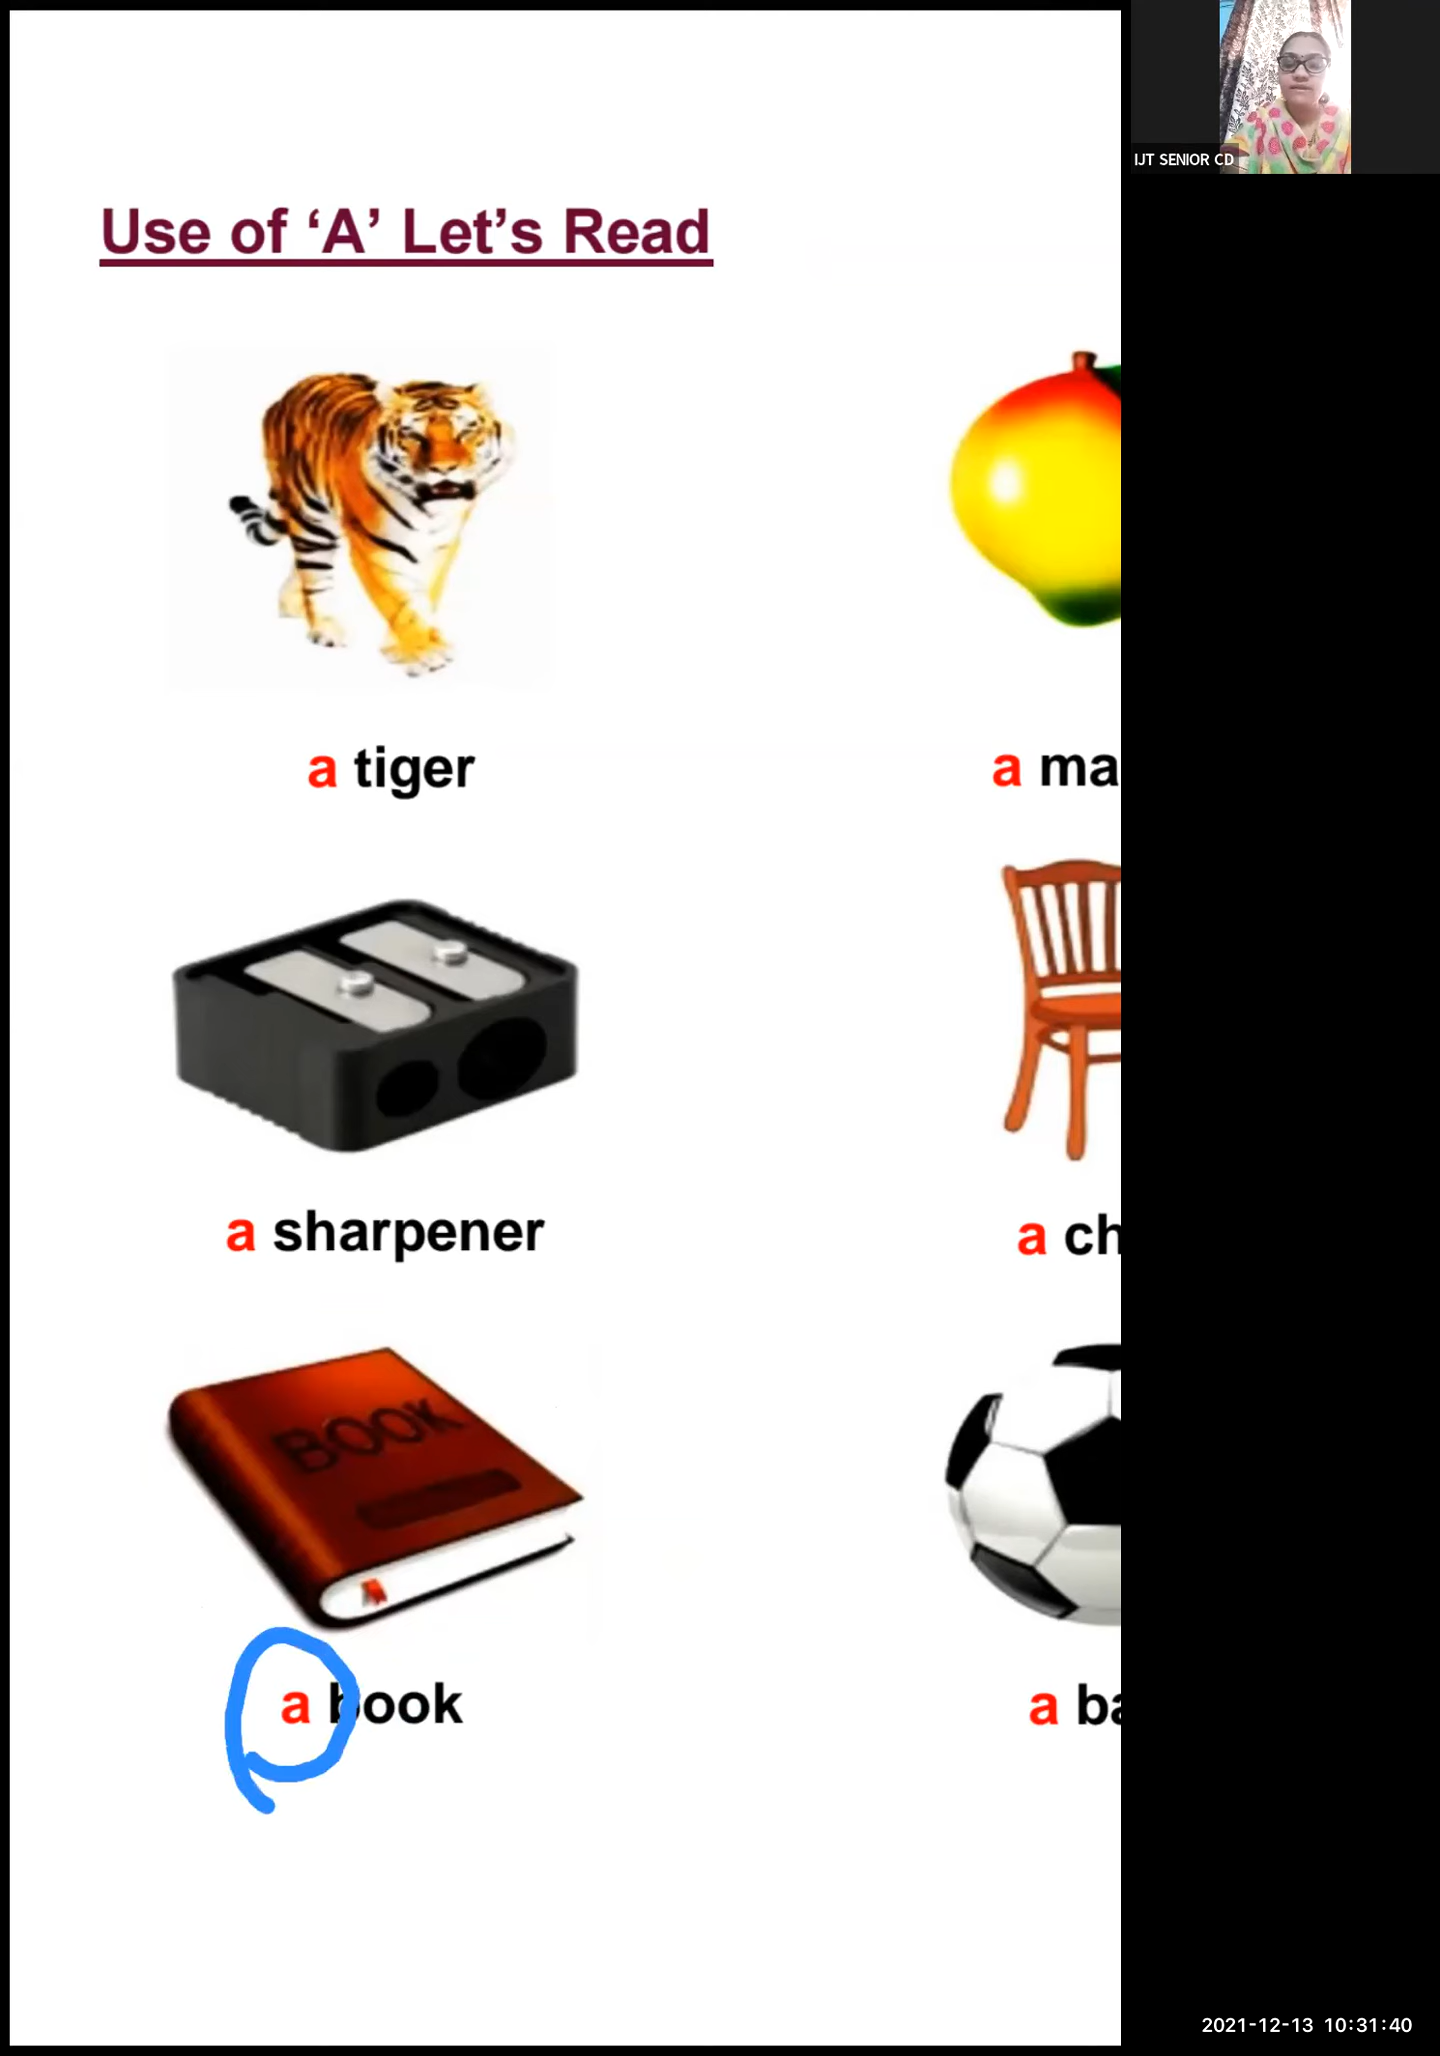 IJT SENIOR CD
Use of ‘A’ Let’s Read
a tiger
a ma
a sharpener
a ch
BOOK
a book
a ba
2021-12-13 10:31:40